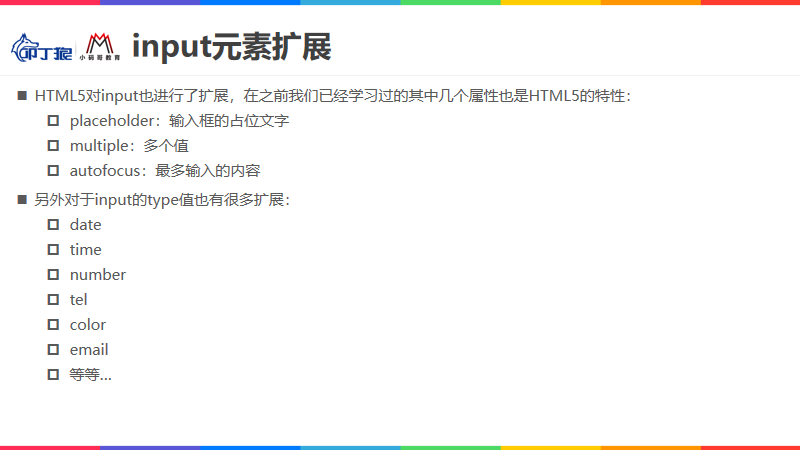 叩丁狼
小码哥教育
input元素扩展
HTML5对input也进行了扩展，在之前我们已经学习过的其中几个属性也是HTML5的特性：
placeholder：输入框的占位文字
multiple：多个值
autofocus：最多输入的内容
另外对于input的type值也有很多扩展：
date
time
number
tel
color
email
等等...